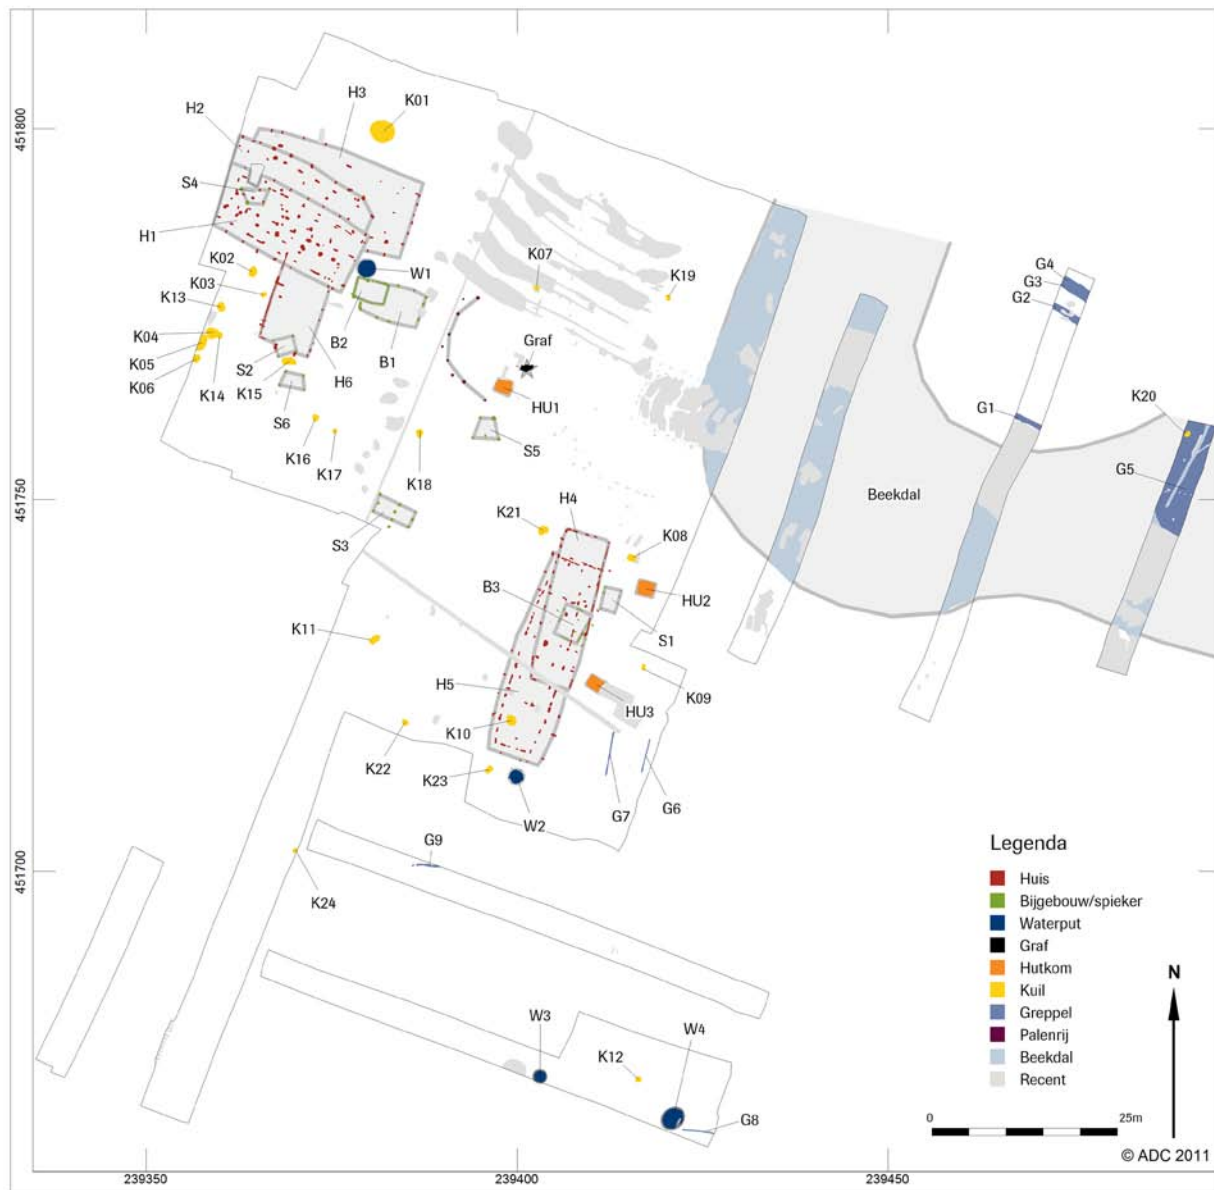 H3
K01
H2
451800
S4
H1
K02
K03
K13
K04
K05
K06
K14
S2
K15
S6
W1
B2
B1
H6
K07
K19
Graf
HU1
S5
K16
K17
K18
G4
G3
G2
G1
K20
G5
Beekdal
451750
S3
K21
H4
K08
B3
HU2
S1
K11
H5
K09
HU3
K10
K22
K23
W2
G7
G6
G9
451700
K24
W3
K12
W4
G8
Legenda
Huis
Bijgebouw/spieker
Waterput
Graf
Hutkom
Kuil
Greppel
Palenrij
Beekdal
Recent
N
0 25m
© ADC 2011
239350 239400 239450